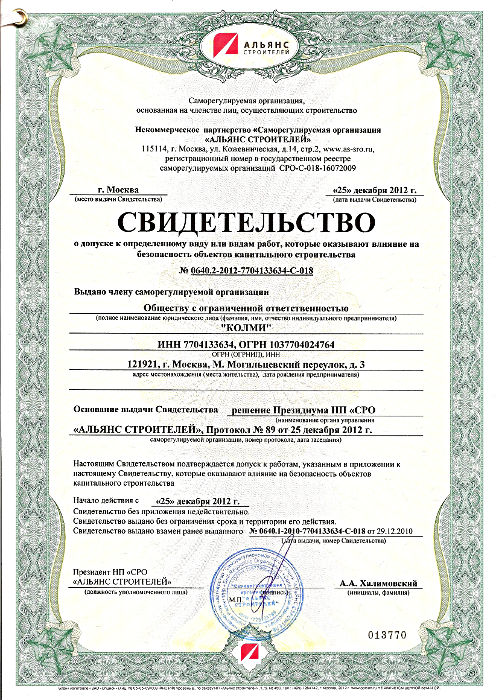 АЛЬЯНС
СТРОИТЕЛЕЙ
Саморегулируемая организация,
основанная на членстве лиц, осуществляющих строительство
Некоммерческое партнерство «Саморегулируемая организация
«АЛЬЯНС СТРОИТЕЛЕЙ»
115114, г. Москва, ул. Кожевническая, д.14, стр.2, www.as-sro.ru,
регистрационный номер в государственном реестре
саморегулируемых организаций СРО-С-018-16072009
г. Москва «25» декабря 2012 г.
(место выдачи Свидетельства) (дата выдачи Свидетельства)
СВИДЕТЕЛЬСТВО
о допуске к определенному виду или видам работ, которые оказывают влияние на
безопасность объектов капитального строительства
№ 0640.2-2012-7704133634-С-018
Выдано члену саморегулируемой организации
Обществу с ограниченной ответственностью
(полное наименование юридического лица (фамилия, имя, отчество индивидуального предпринимателя)
"КОЛМИ"
ИНН 7704133634, ОГРН 1037704024764
ОГРН (ОГРНИП), ИНН
121921, г. Москва, М. Могильцевский переулок, д. 3
адрес местонахождения (места жительства), дата рождения предпринимателя)
Основание выдачи Свидетельства решение Президиума НП «СРО
(наименование органа управления
«АЛЬЯНС СТРОИТЕЛЕЙ», Протокол № 89 от 25 декабря 2012 г.
саморегулируемой организации, номер протокола, дата заседания)
Настоящим Свидетельством подтверждается допуск к работам, указанным в приложении к
настоящему Свидетельству, которые оказывают влияние на безопасность объектов
капитального строительства
Начало действия с «25» декабря 2012 г.
Свидетельство без приложения недействительно.
Свидетельство выдано без ограничения срока и территории его действия.
Свидетельство выдано взамен ранее выданного № 0640.1-2010-7704133634-С-018 от 29.12.2010
(дата выдачи, номер Свидетельства)
Президент НП «СРО
«АЛЬЯНС СТРОИТЕЛЕЙ» А.А. Халимовский
(должность уполномоченного лица) М.П. (подпись) (инициалы, фамилия)
013770